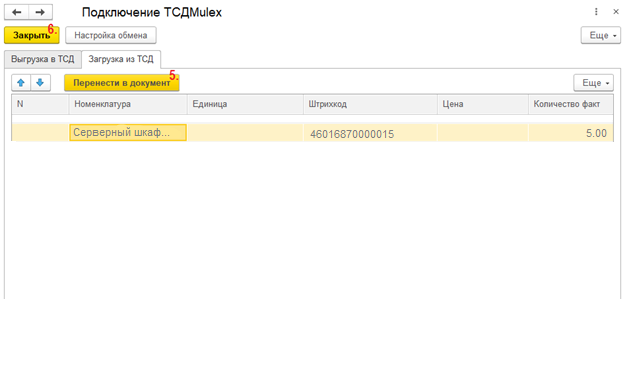 Подключение ТСДMulex
Закрыть 6. Настройка обмена Еще
Выгрузка в ТСД Загрузка из ТСД
Перенести в документ 5. Еще
N Номенклатура Единица Штрихкод Цена Количество факт
Серверный шкаф... 46016870000015 5.00